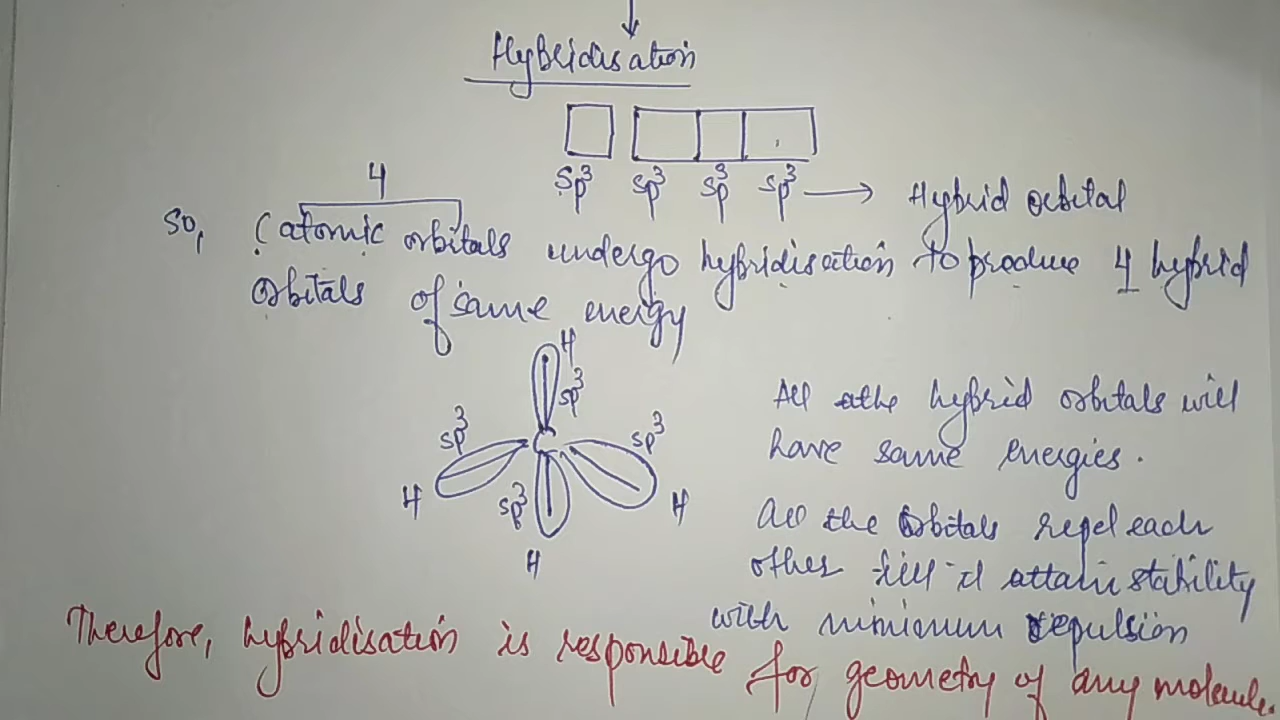 Hybridisation
sp³ sp³ sp³ sp³ → Hybrid orbital
4
So, (atomic orbitals undergo hybridisation to produce 4 hybrid
orbitals of same energy
H
sp³
sp³ C sp³
H sp³ H
H
All the hybrid orbitals will
have same energies.
All the orbitals repel each
other till it attain stability
with minimum repulsion
Therefore, hybridisation is responsible for geometry of any molecule.